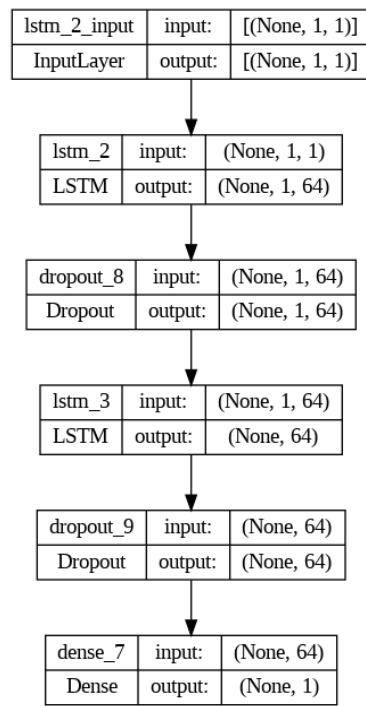 lstm_2_input input: [(None, 1, 1)]
InputLayer output: [(None, 1, 1)]
lstm_2 input: (None, 1, 1)
LSTM output: (None, 1, 64)
dropout_8 input: (None, 1, 64)
Dropout output: (None, 1, 64)
lstm_3 input: (None, 1, 64)
LSTM output: (None, 64)
dropout_9 input: (None, 64)
Dropout output: (None, 64)
dense_7 input: (None, 64)
Dense output: (None, 1)